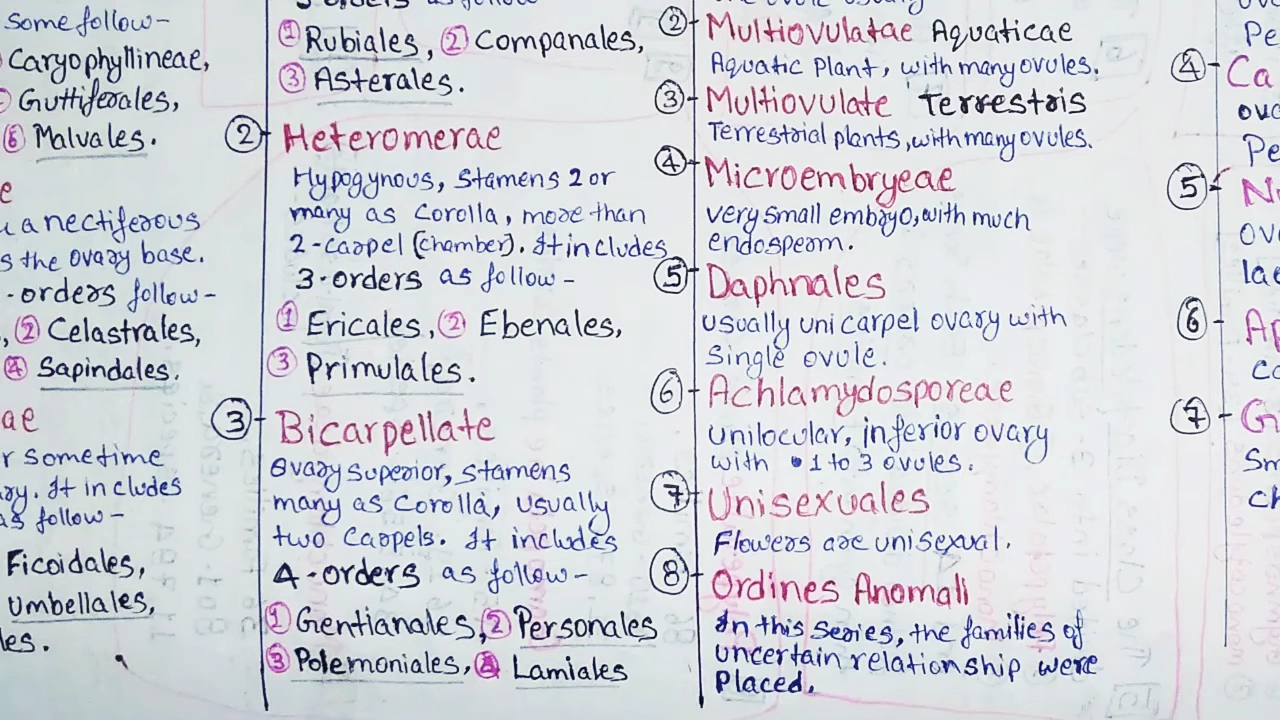 some follow-
Caryophyllineae,
Guttiferales,
⑥ Malvales.
a nectiferous
s the ovary base.
-orders follow-
, ② Celastrales,
④ Sapindales.
ae
r sometime
ry. It includes
as follow-
Ficoidales,
Umbellales,
les.
① Rubiales, ② Companales,
③ Asterales.
② Heteromerae
Hypogynous, stamens 2 or
many as corolla, more than
2-carpel (chamber). It includes
3-orders as follow-
① Ericales, ② Ebenales,
③ Primulales.
③ Bicarpellate
Ovary superior, stamens
many as Corolla, usually
two Carpels. It includes
4-orders as follow-
① Gentianales, ② Personales
③ Polemoniales, ④ Lamiales
② Multiovulatae Aquaticae
Aquatic Plant, with many ovules.
③ Multiovulate Terrestris
Terrestrial plants, with many ovules.
④ Microembryeae
very small embryo, with much
endosperm.
⑤ Daphnales
usually unicarpel ovary with
Single ovule.
⑥ Achlamydosporeae
unilocular, inferior ovary
with 1 to 3 ovules.
⑦ Unisexuales
Flowers are unisexual.
⑧ Ordines Anomali
In this series, the families of
uncertain relationship were
Placed.
Pe
④ Ca
ova
Pe
⑤ N
ov
lac
⑥ Ap
Co
⑦ G
Sm
Ch